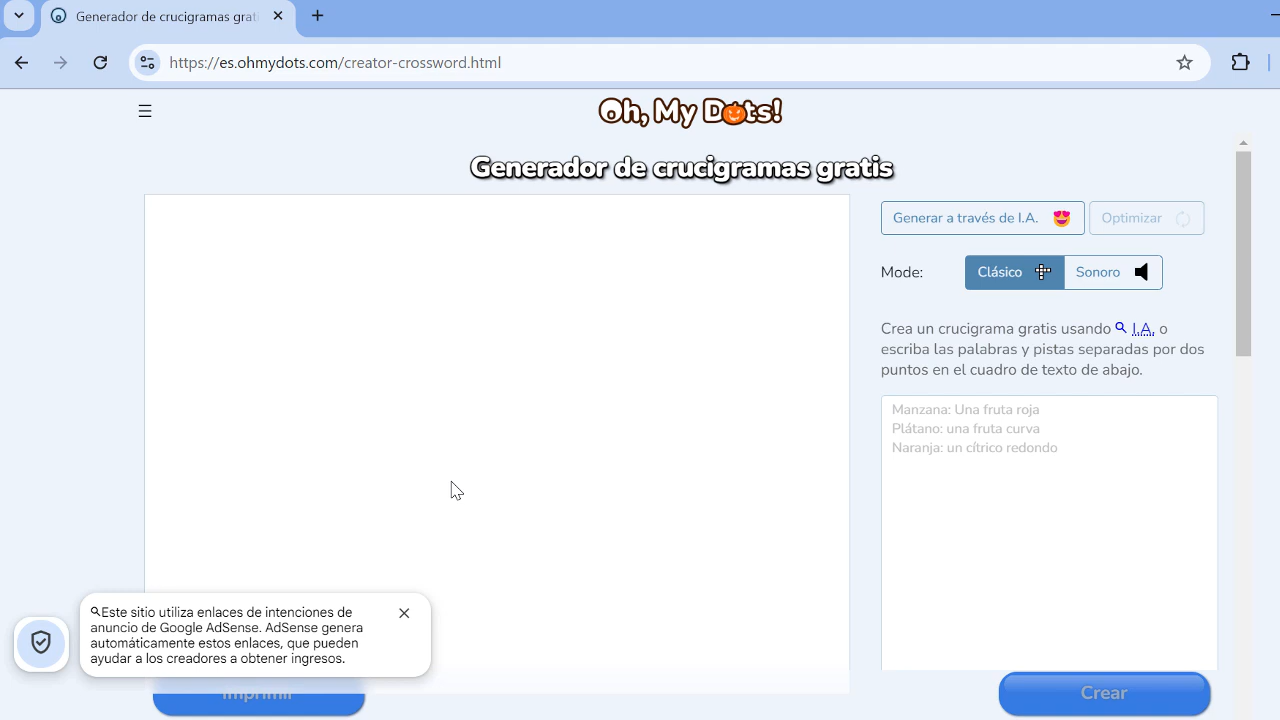 Generador de crucigramas grati
https://es.ohmydots.com/creator-crossword.html
Oh, My Dots!
Generador de crucigramas gratis
Generar a través de I.A.
Optimizar
Mode:
Clásico
Sonoro
Crea un crucigrama gratis usando I.A. o
escriba las palabras y pistas separadas por dos
puntos en el cuadro de texto de abajo.
Manzana: Una fruta roja
Plátano: una fruta curva
Naranja: un cítrico redondo
Este sitio utiliza enlaces de intenciones de
anuncio de Google AdSense. AdSense genera
automáticamente estos enlaces, que pueden
ayudar a los creadores a obtener ingresos.
Imprimir
Crear